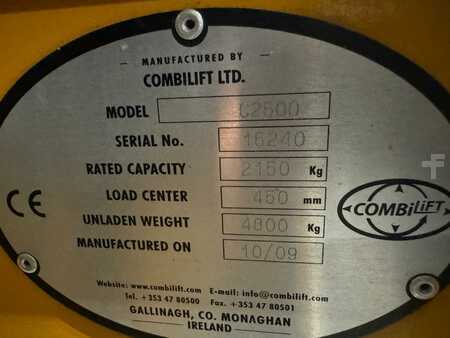 MANUFACTURED BY
COMBILIFT LTD.
MODEL C2500
SERIAL No. 16240
RATED CAPACITY 2150 Kg
LOAD CENTER 450 mm
UNLADEN WEIGHT 4800 Kg
MANUFACTURED ON 10/09
CE
COMBiLiFT
Website: www.combilift.com E-mail: info@combilift.com
Tel. +353 47 80500 Fax. +353 47 80501
GALLINAGH, CO. MONAGHAN
IRELAND